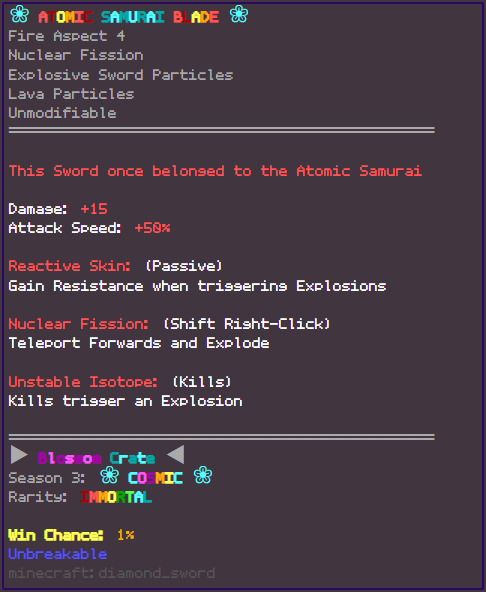 ❀ ATOMIC SAMURAI BLADE ❀
Fire Aspect 4
Nuclear Fission
Explosive Sword Particles
Lava Particles
Unmodifiable
This Sword once belonged to the Atomic Samurai
Damage: +15
Attack Speed: +50%
Reactive Skin: (Passive)
Gain Resistance when triggering Explosions
Nuclear Fission: (Shift Right-Click)
Teleport Forwards and Explode
Unstable Isotope: (Kills)
Kills trigger an Explosion
▶ Blossom Crate ◀
Season 3: ❀ COSMIC ❀
Rarity: IMMORTAL
Win Chance: 1%
Unbreakable
minecraft:diamond_sword